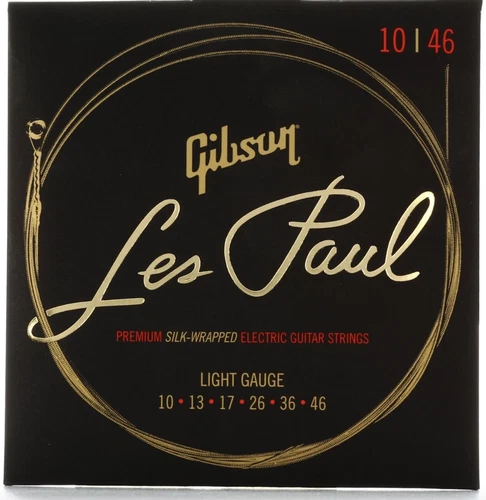 10 | 46
Gibson
Les Paul
PREMIUM SILK-WRAPPED ELECTRIC GUITAR STRINGS
LIGHT GAUGE
10 • 13 • 17 • 26 • 36 • 46